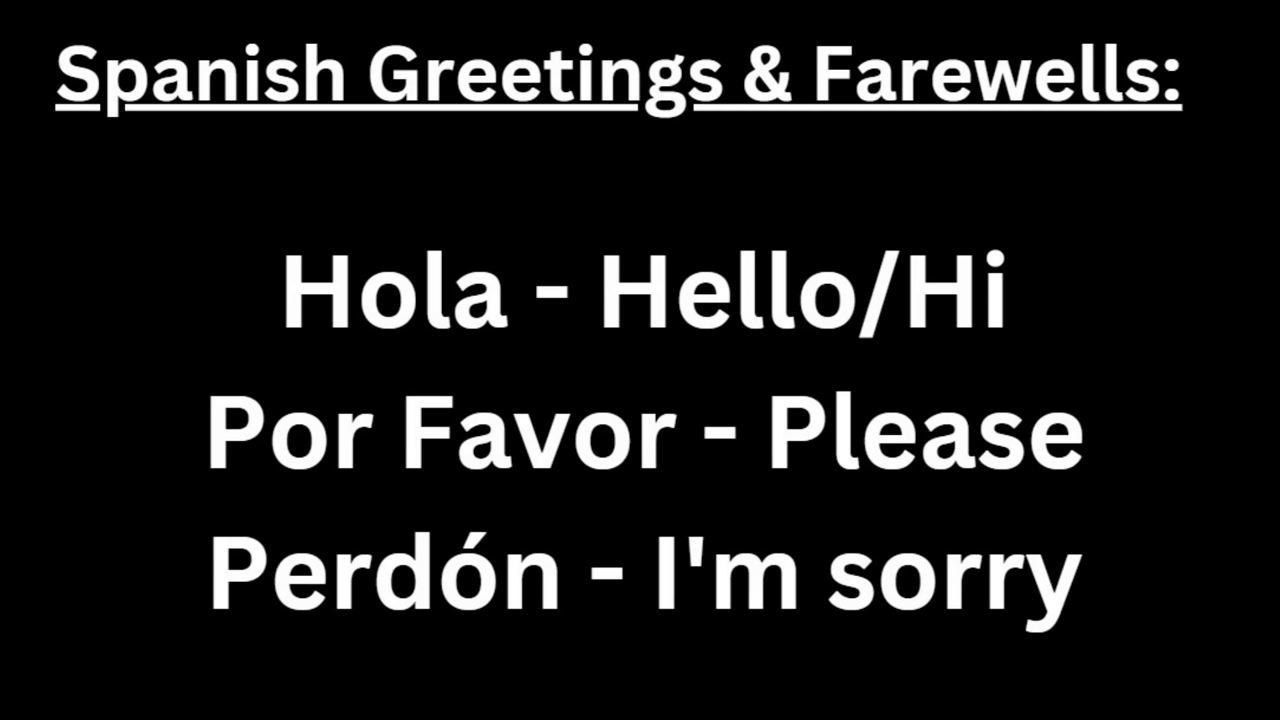 Spanish Greetings & Farewells:
Hola - Hello/Hi
Por Favor - Please
Perdón - I'm sorry